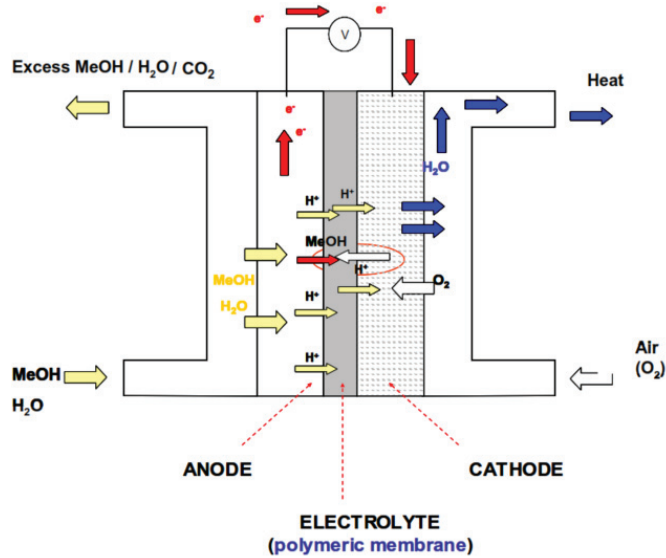 e⁻
e⁻
V
Excess MeOH / H₂O / CO₂
Heat
e⁻
e⁻
H₂O
H⁺
H⁺
MeOH
H⁺
MeOH
O₂
H₂O
H⁺
H⁺
MeOH
H₂O
Air
(O₂)
ANODE
CATHODE
ELECTROLYTE
(polymeric membrane)